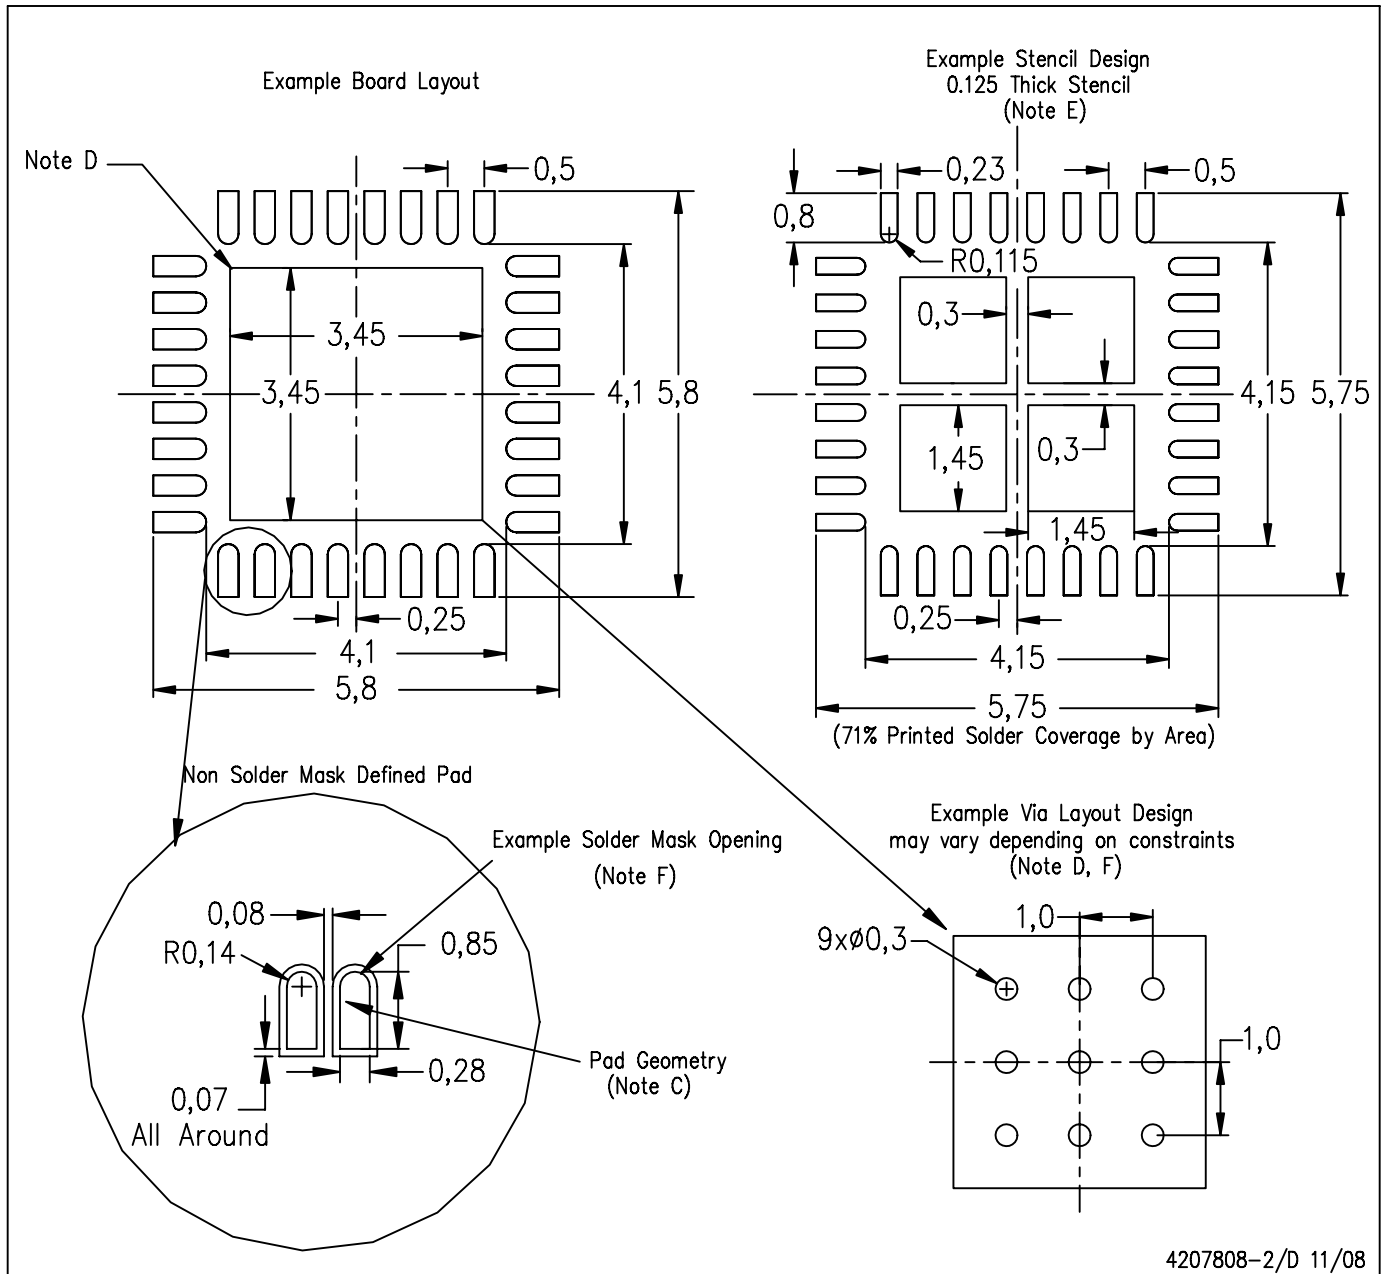 Example Board Layout
Note D
0,5
3,45
3,45
4,1
5,8
0,25
4,1
5,8
Example Stencil Design
0.125 Thick Stencil
(Note E)
0,23
0,5
0,8
R0,115
0,3
4,15
5,75
1,45
0,3
1,45
0,25
4,15
5,75
(71% Printed Solder Coverage by Area)
Non Solder Mask Defined Pad
Example Solder Mask Opening
(Note F)
0,08
R0,14
0,85
Pad Geometry
(Note C)
0,28
0,07
All Around
Example Via Layout Design
may vary depending on constraints
(Note D, F)
1,0
9xø0,3
1,0
4207808-2/D 11/08